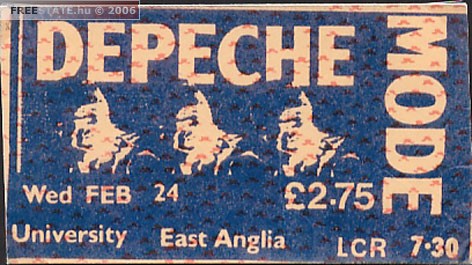 FREESTATE.hu © 2006
DEPECHE
MODE
Wed FEB 24
£2.75
University East Anglia LCR 7·30